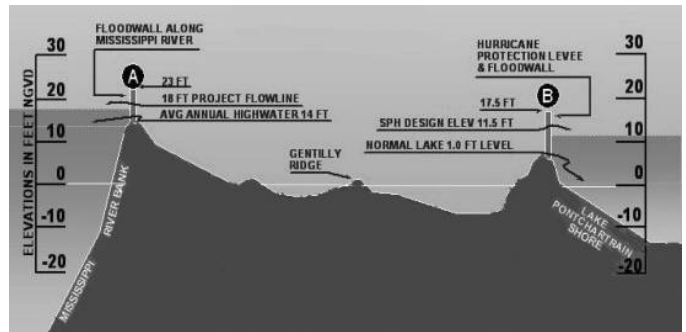 FLOODWALL ALONG
MISSISSIPPI RIVER
HURRICANE
PROTECTION LEVEE
& FLOODWALL
ELEVATIONS IN FEET NGVD
30
20
10
0
-10
-20
A
23 FT
18 FT PROJECT FLOWLINE
AVG ANNUAL HIGHWATER 14 FT
GENTILLY
RIDGE
B
17.5 FT
SPH DESIGN ELEV 11.5 FT
NORMAL LAKE 1.0 FT LEVEL
30
20
10
0
-10
-20
MISSISSIPPI
RIVER BANK
LAKE
PONTCHARTRAIN
SHORE